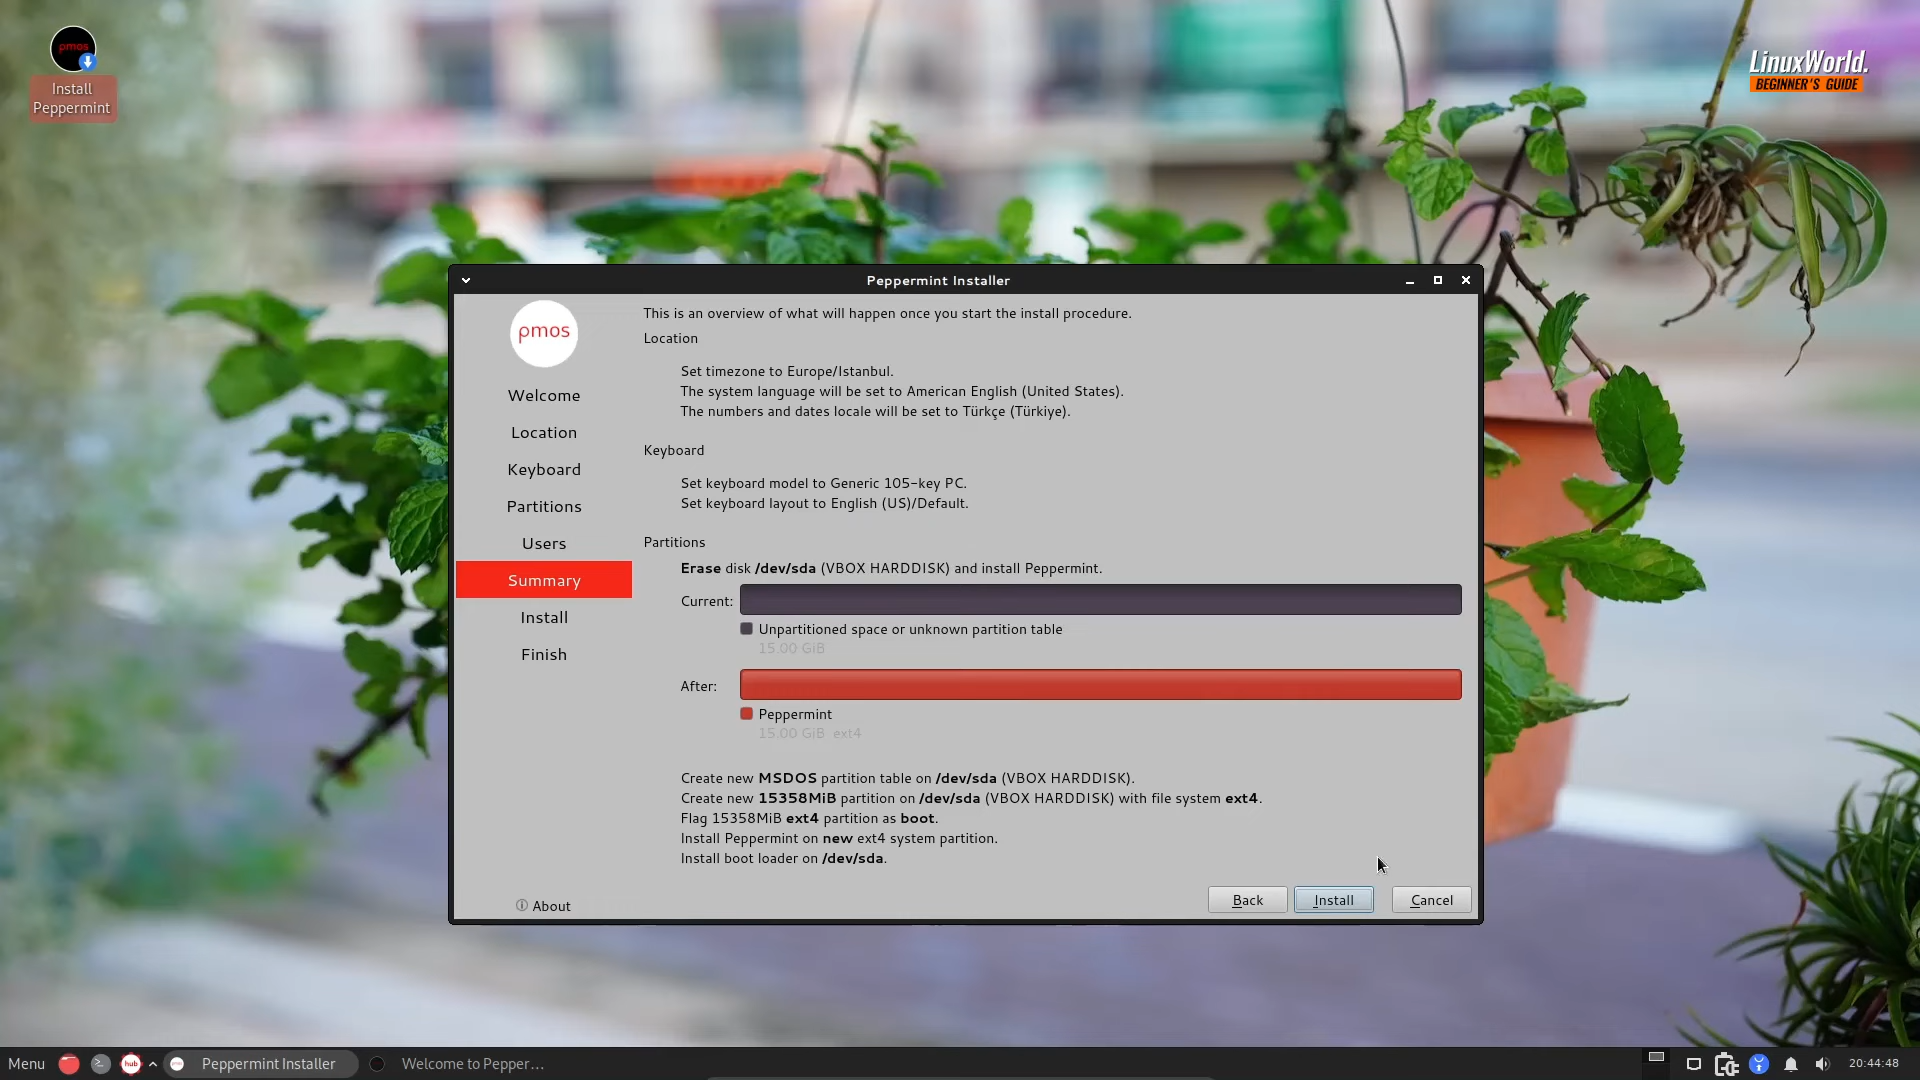 pmos
Install
Peppermint
LinuxWorld.
BEGINNER'S GUIDE
Peppermint Installer
pmos
Welcome
Location
Keyboard
Partitions
Users
Summary
Install
Finish
About
This is an overview of what will happen once you start the install procedure.
Location
Set timezone to Europe/Istanbul.
The system language will be set to American English (United States).
The numbers and dates locale will be set to Türkçe (Türkiye).
Keyboard
Set keyboard model to Generic 105-key PC.
Set keyboard layout to English (US)/Default.
Partitions
Erase disk /dev/sda (VBOX HARDDISK) and install Peppermint.
Current:
Unpartitioned space or unknown partition table
15.00 GiB
After:
Peppermint
15.00 GiB ext4
Create new MSDOS partition table on /dev/sda (VBOX HARDDISK).
Create new 15358MiB partition on /dev/sda (VBOX HARDDISK) with file system ext4.
Flag 15358MiB ext4 partition as boot.
Install Peppermint on new ext4 system partition.
Install boot loader on /dev/sda.
Back
Install
Cancel
Menu
hub
Peppermint Installer
Welcome to Pepper...
20:44:48